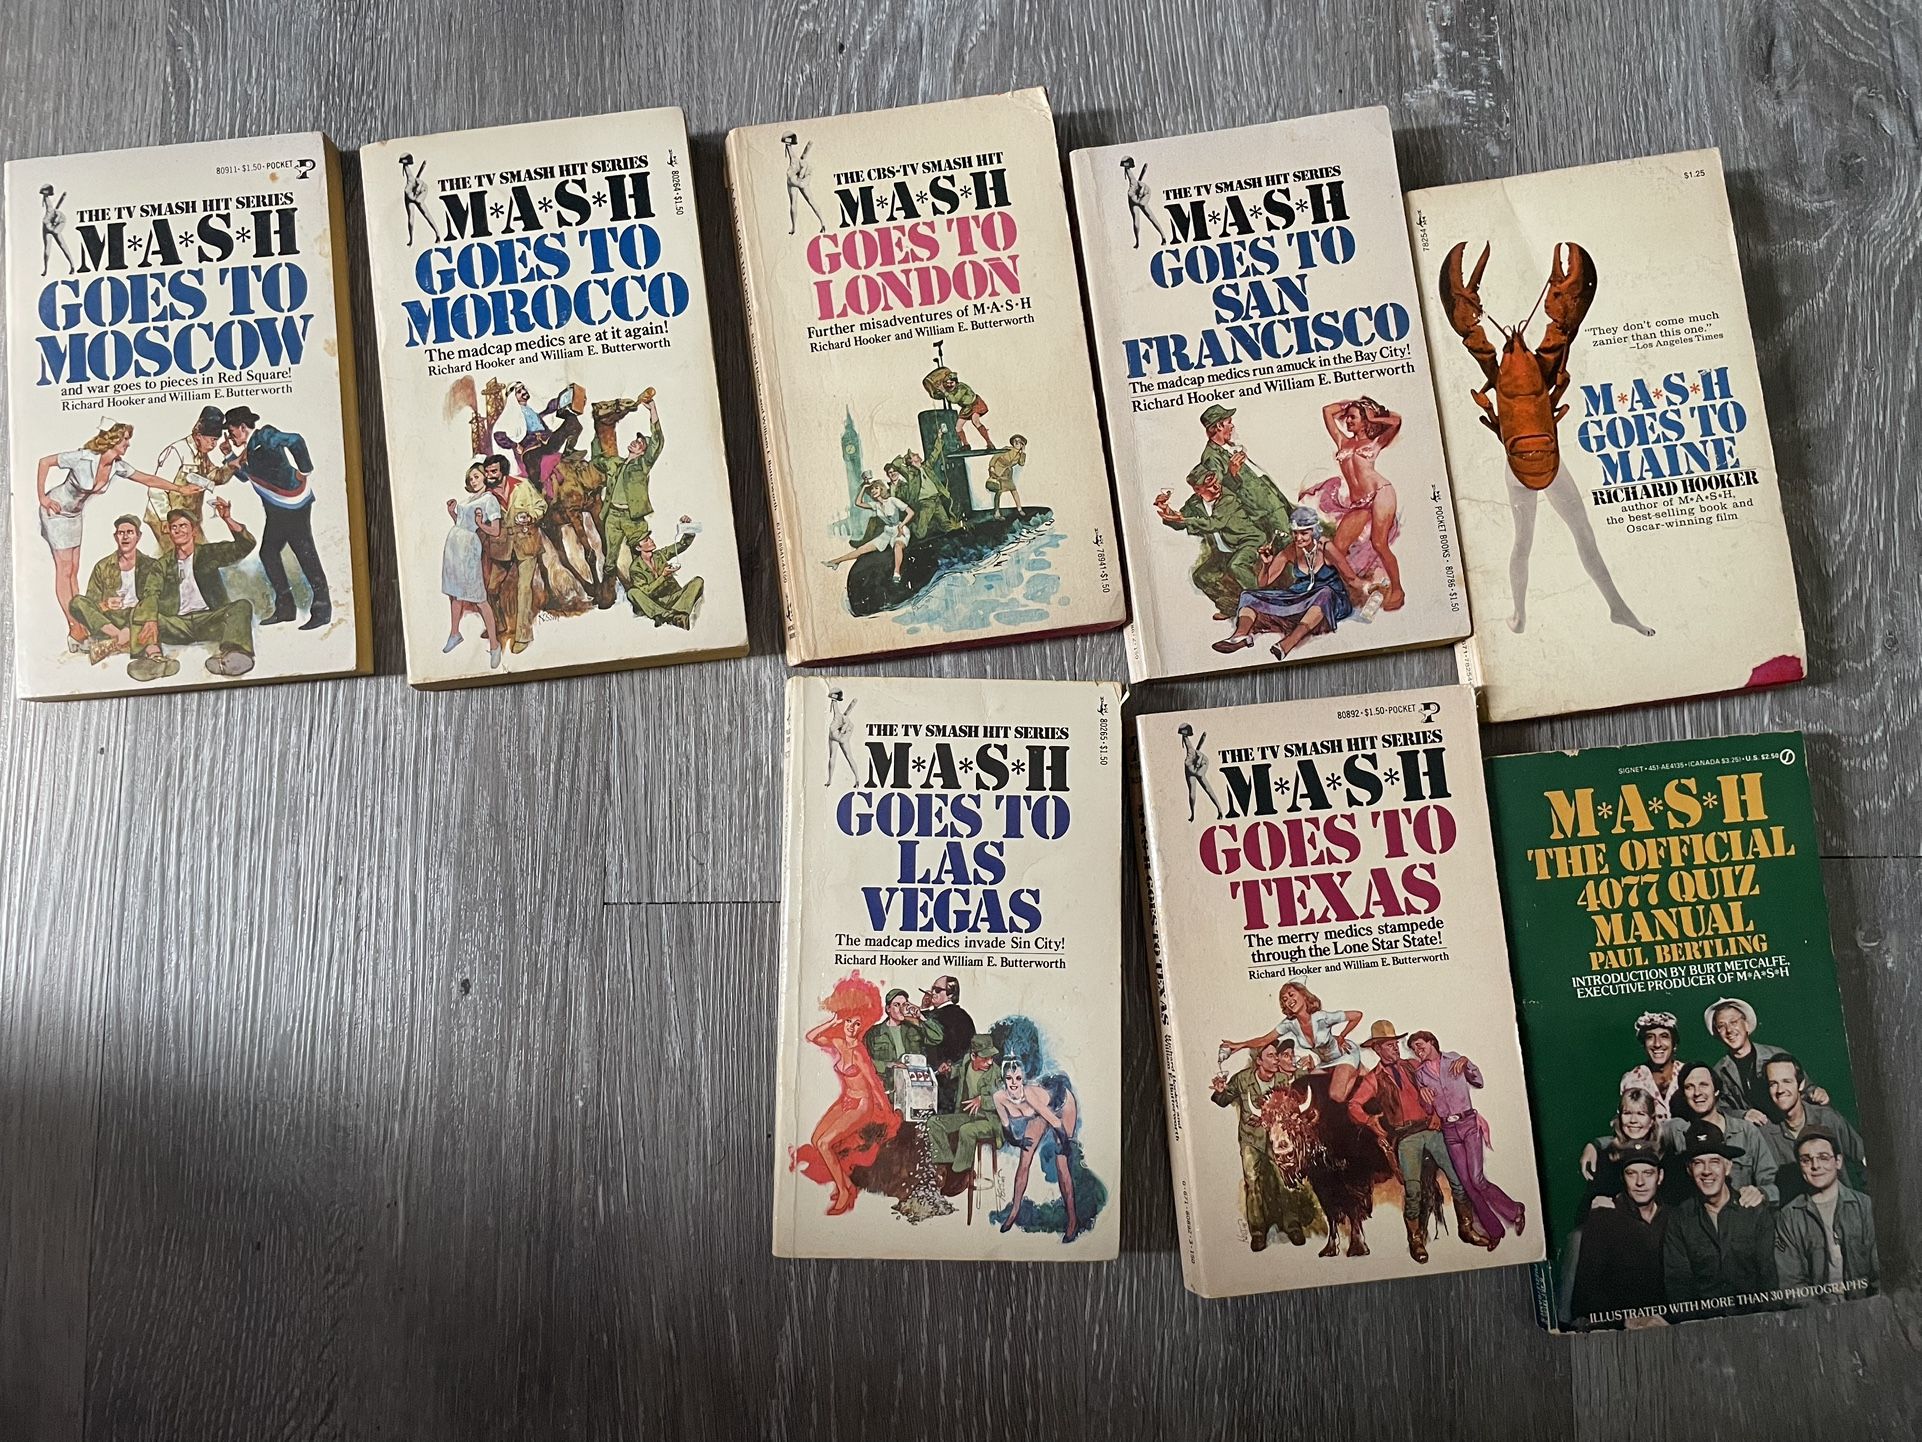 80911 · $1.50 · POCKET
THE TV SMASH HIT SERIES
M*A*S*H
GOES TO
MOSCOW
and war goes to pieces in Red Square!
Richard Hooker and William E. Butterworth
80264 · $1.50
THE TV SMASH HIT SERIES
M*A*S*H
GOES TO
MOROCCO
The madcap medics are at it again!
Richard Hooker and William E. Butterworth
THE CBS-TV SMASH HIT
M*A*S*H
GOES TO
LONDON
Further misadventures of M*A*S*H
Richard Hooker and William E. Butterworth
78941 · $1.50
THE TV SMASH HIT SERIES
M*A*S*H
GOES TO
SAN
FRANCISCO
The madcap medics run amuck in the Bay City!
Richard Hooker and William E. Butterworth
POCKET BOOKS · 80786 · $1.50
$1.25
78254
"They don't come much
zanier than this one."
—Los Angeles Times
M*A*S*H
GOES TO
MAINE
RICHARD HOOKER
author of M*A*S*H,
the best-selling book and
Oscar-winning film
80265 · $1.50
THE TV SMASH HIT SERIES
M*A*S*H
GOES TO
LAS
VEGAS
The madcap medics invade Sin City!
Richard Hooker and William E. Butterworth
80892 · $1.50 · POCKET
THE TV SMASH HIT SERIES
M*A*S*H
GOES TO
TEXAS
The merry medics stampede
through the Lone Star State!
Richard Hooker and William E. Butterworth
SIGNET · 451-AE4135 · (CANADA $3.25) · U.S. $2.50
M*A*S*H
THE OFFICIAL
4077 QUIZ
MANUAL
PAUL BERTLING
INTRODUCTION BY BURT METCALFE,
EXECUTIVE PRODUCER OF M*A*S*H
ILLUSTRATED WITH MORE THAN 30 PHOTOGRAPHS